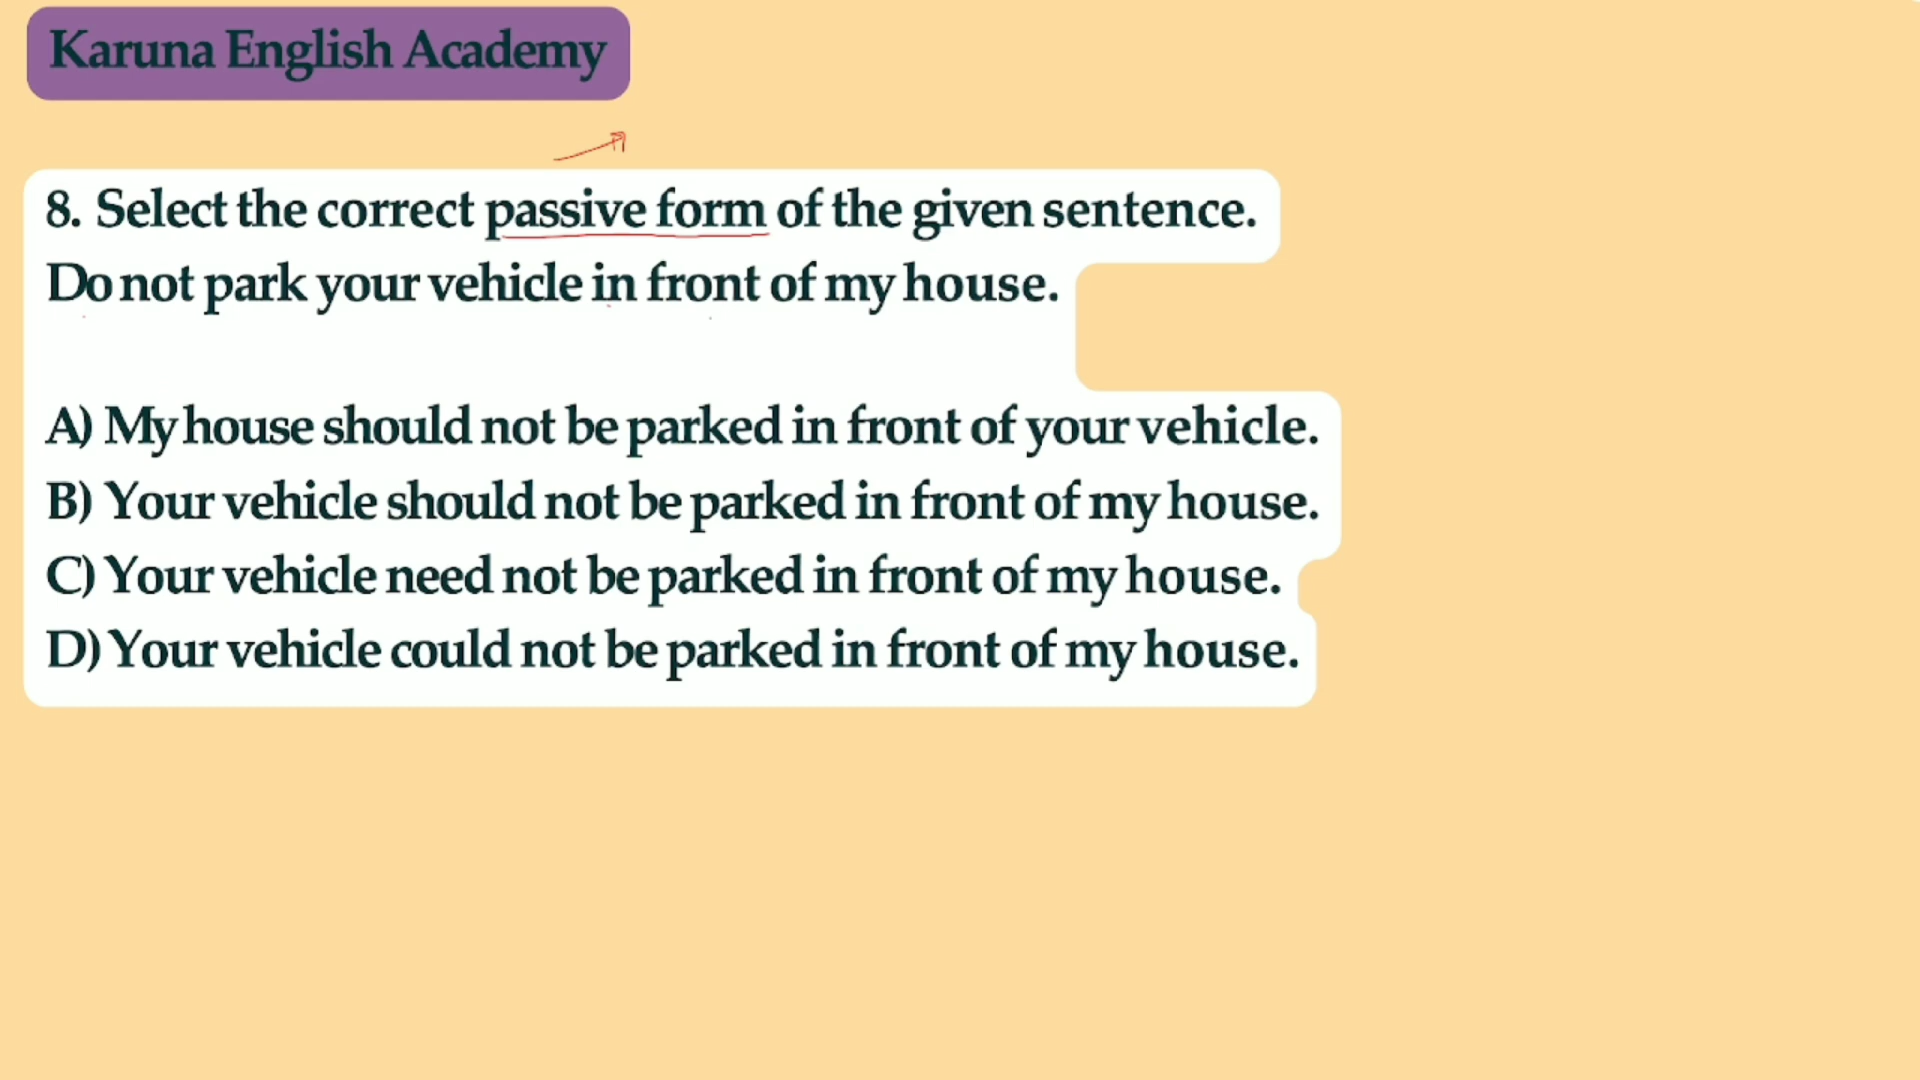 Karuna English Academy
8. Select the correct passive form of the given sentence.
Do not park your vehicle in front of my house.
A) My house should not be parked in front of your vehicle.
B) Your vehicle should not be parked in front of my house.
C) Your vehicle need not be parked in front of my house.
D) Your vehicle could not be parked in front of my house.